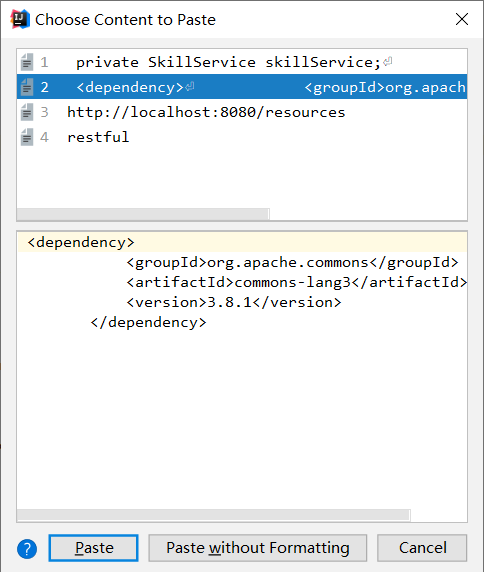 Choose Content to Paste
1 private SkillService skillService;⏎
2 <dependency>⏎ <groupId>org.apach
3 http://localhost:8080/resources
4 restful
<dependency>
<groupId>org.apache.commons</groupId>
<artifactId>commons-lang3</artifactId>
<version>3.8.1</version>
</dependency>
? Paste Paste without Formatting Cancel